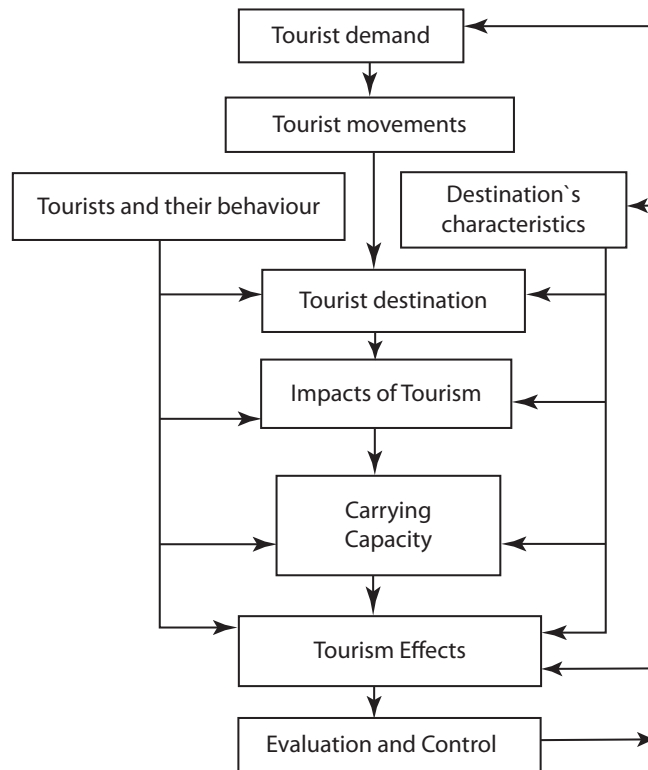 Tourist demand
Tourist movements
Tourists and their behaviour
Destination`s
characteristics
Tourist destination
Impacts of Tourism
Carrying
Capacity
Tourism Effects
Evaluation and Control